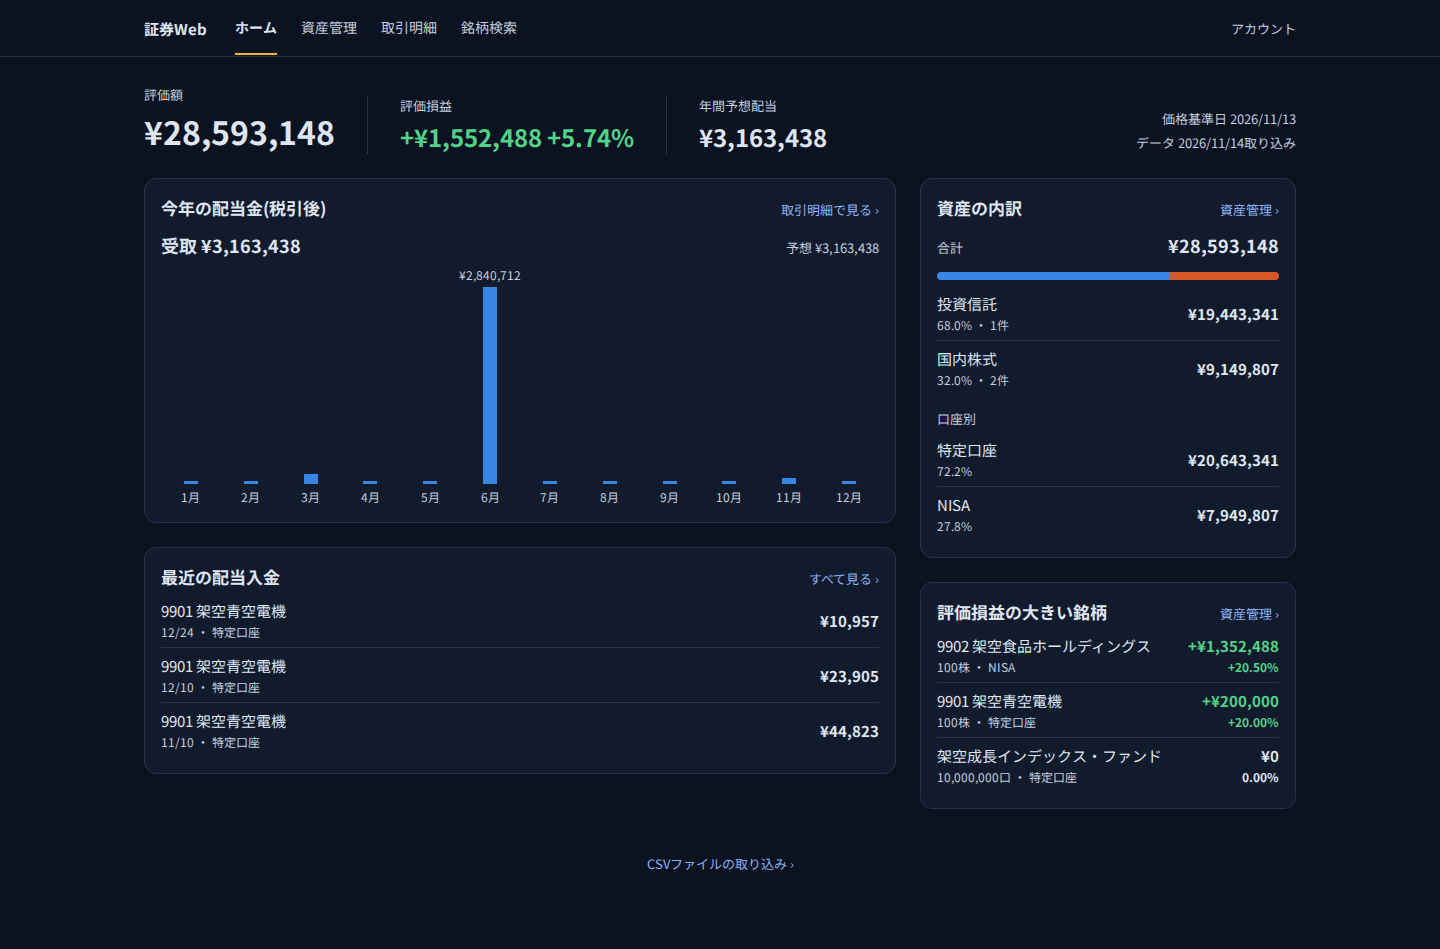 証券Web ホーム 資産管理 取引明細 銘柄検索 アカウント
評価額
¥28,593,148
評価損益
+¥1,552,488 +5.74%
年間予想配当
¥3,163,438
価格基準日 2026/11/13
データ 2026/11/14取り込み
今年の配当金(税引後) 取引明細で見る ›
受取 ¥3,163,438 予想 ¥3,163,438
¥2,840,712
1月 2月 3月 4月 5月 6月 7月 8月 9月 10月 11月 12月
最近の配当入金 すべて見る ›
9901 架空青空電機 ¥10,957
12/24 ・ 特定口座
9901 架空青空電機 ¥23,905
12/10 ・ 特定口座
9901 架空青空電機 ¥44,823
11/10 ・ 特定口座
資産の内訳 資産管理 ›
合計 ¥28,593,148
投資信託 ¥19,443,341
68.0% ・ 1件
国内株式 ¥9,149,807
32.0% ・ 2件
口座別
特定口座 ¥20,643,341
72.2%
NISA ¥7,949,807
27.8%
評価損益の大きい銘柄 資産管理 ›
9902 架空食品ホールディングス +¥1,352,488
100株 ・ NISA +20.50%
9901 架空青空電機 +¥200,000
100株 ・ 特定口座 +20.00%
架空成長インデックス・ファンド ¥0
10,000,000口 ・ 特定口座 0.00%
CSVファイルの取り込み ›